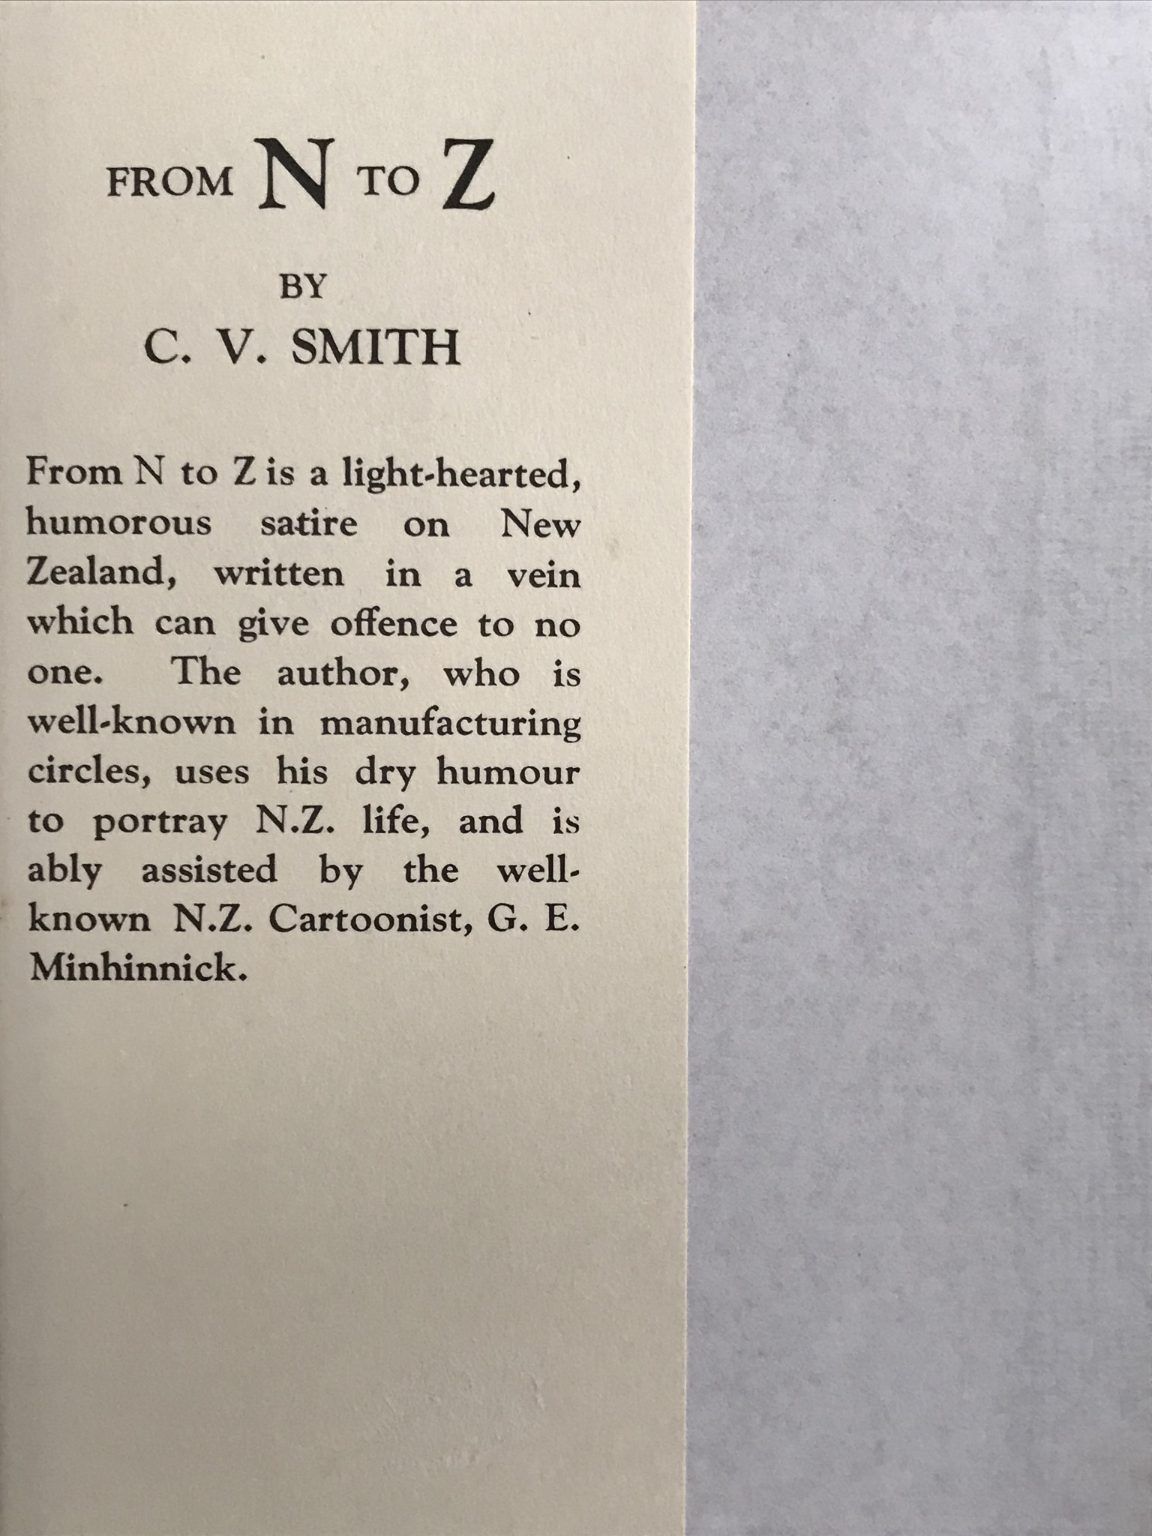 FROM N TO Z
BY
C. V. SMITH
From N to Z is a light-hearted,
humorous satire on New
Zealand, written in a vein
which can give offence to no
one. The author, who is
well-known in manufacturing
circles, uses his dry humour
to portray N.Z. life, and is
ably assisted by the well-
known N.Z. Cartoonist, G. E.
Minhinnick.